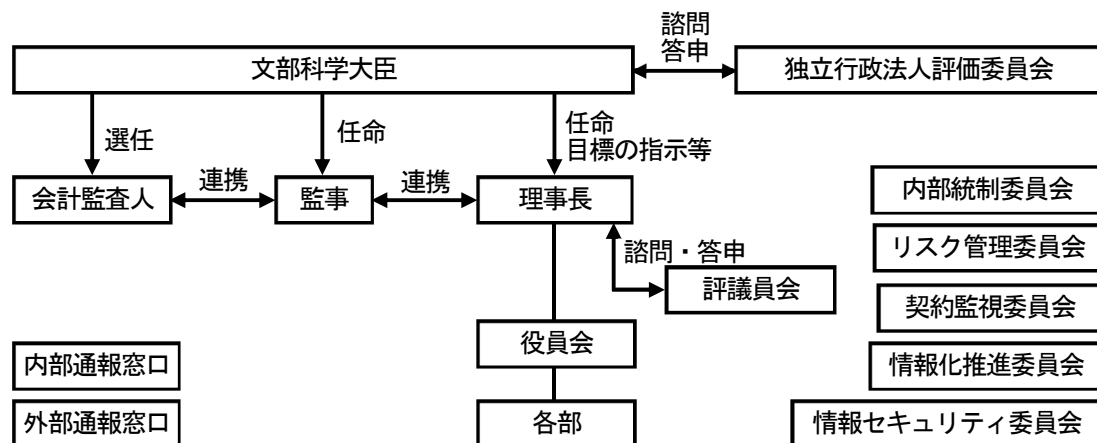 諮問
答申
文部科学大臣
独立行政法人評価委員会
選任
任命
任命
目標の指示等
会計監査人
連携
監事
連携
理事長
内部統制委員会
リスク管理委員会
諮問・答申
評議員会
契約監視委員会
役員会
内部通報窓口
情報化推進委員会
外部通報窓口
各部
情報セキュリティ委員会